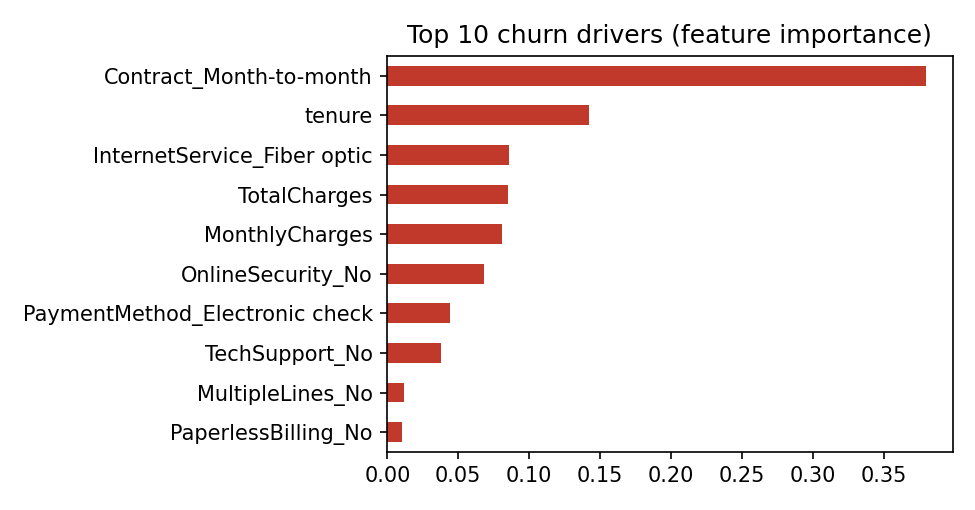 Top 10 churn drivers (feature importance)
Contract_Month-to-month
tenure
InternetService_Fiber optic
TotalCharges
MonthlyCharges
OnlineSecurity_No
PaymentMethod_Electronic check
TechSupport_No
MultipleLines_No
PaperlessBilling_No
0.00 0.05 0.10 0.15 0.20 0.25 0.30 0.35